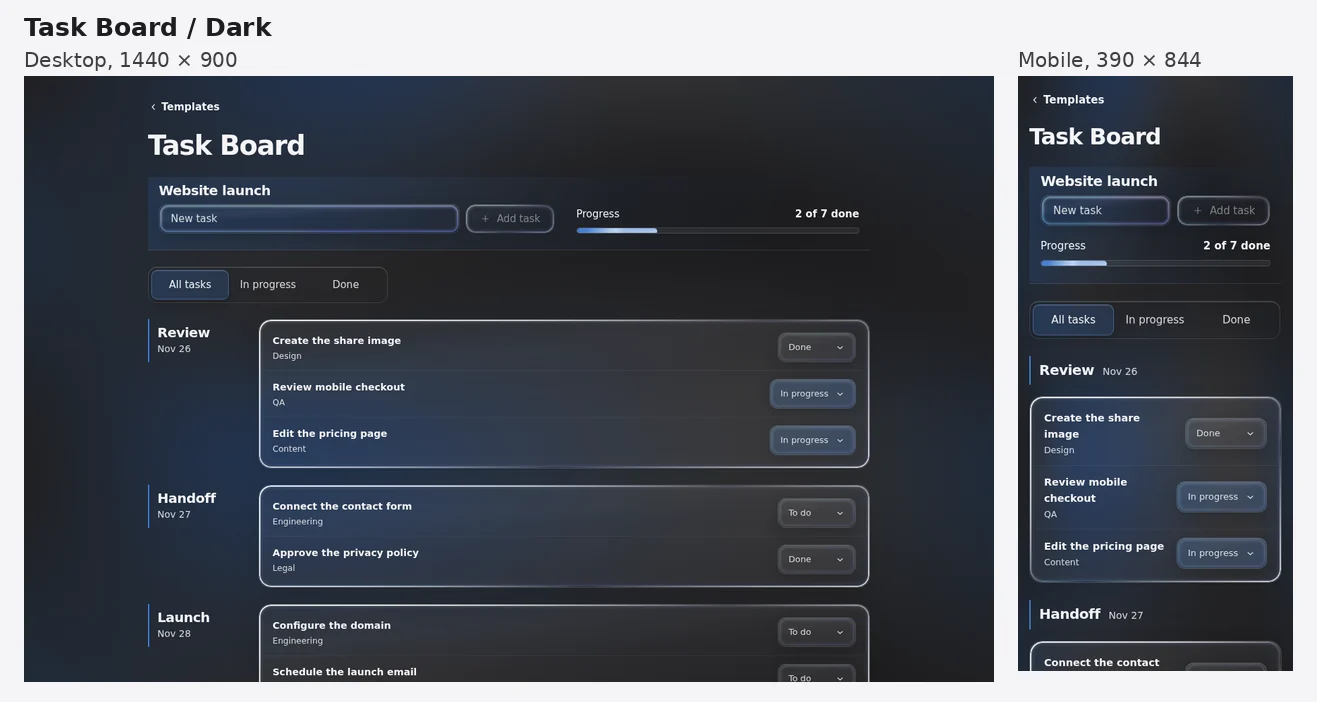 Task Board / Dark
Desktop, 1440 × 900
‹ Templates
Task Board
Website launch
New task
+ Add task
Progress
2 of 7 done
All tasks
In progress
Done
Review
Nov 26
Create the share image
Design
Done
Review mobile checkout
QA
In progress
Edit the pricing page
Content
In progress
Handoff
Nov 27
Connect the contact form
Engineering
To do
Approve the privacy policy
Legal
Done
Launch
Nov 28
Configure the domain
Engineering
To do
Schedule the launch email
To do
Mobile, 390 × 844
‹ Templates
Task Board
Website launch
New task
+ Add task
Progress
2 of 7 done
All tasks
In progress
Done
Review Nov 26
Create the share
image
Design
Done
Review mobile
checkout
QA
In progress
Edit the pricing page
Content
In progress
Handoff Nov 27
Connect the contact